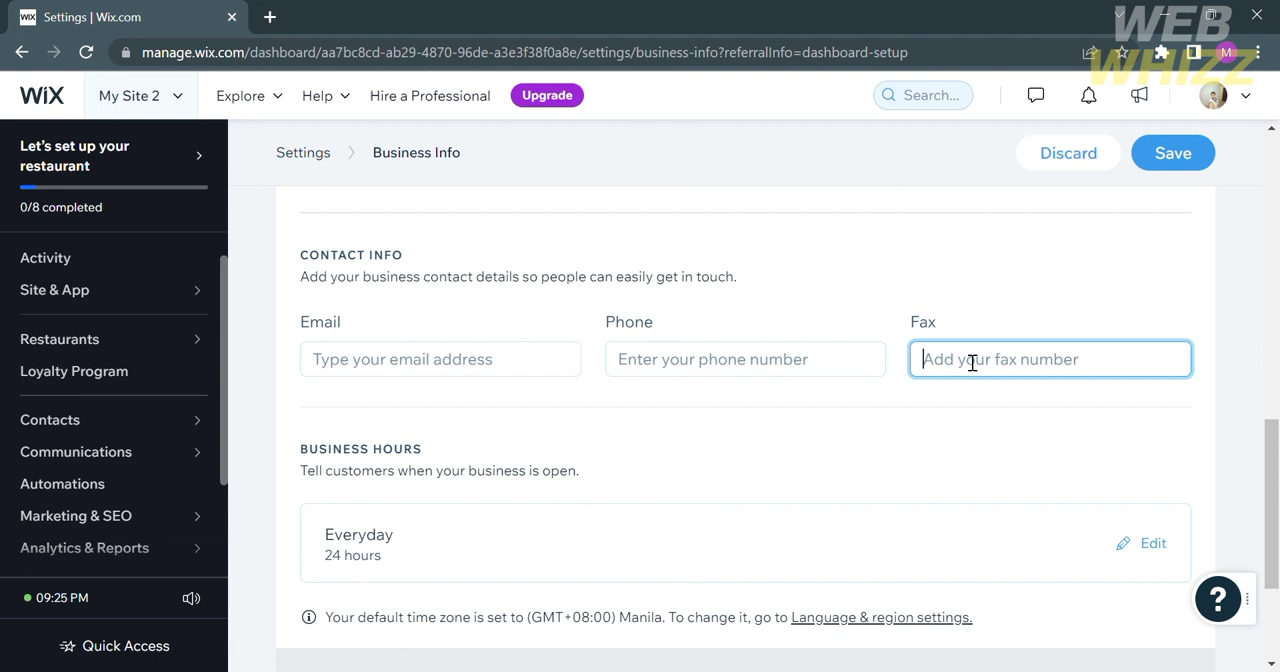 WIX Settings | Wix.com
WEB
WHIZZ
manage.wix.com/dashboard/aa7bc8cd-ab29-4870-96de-a3e3f38f0a8e/settings/business-info?referralInfo=dashboard-setup
M
WIX My Site 2 Explore Help Hire a Professional Upgrade Search...
Let's set up your
restaurant
0/8 completed
Activity
Site & App
Restaurants
Loyalty Program
Contacts
Communications
Automations
Marketing & SEO
Analytics & Reports
09:25 PM
Quick Access
Settings Business Info Discard Save
CONTACT INFO
Add your business contact details so people can easily get in touch.
Email Phone Fax
Type your email address Enter your phone number Add your fax number
BUSINESS HOURS
Tell customers when your business is open.
Everyday
24 hours
Edit
Your default time zone is set to (GMT+08:00) Manila. To change it, go to Language & region settings.
?